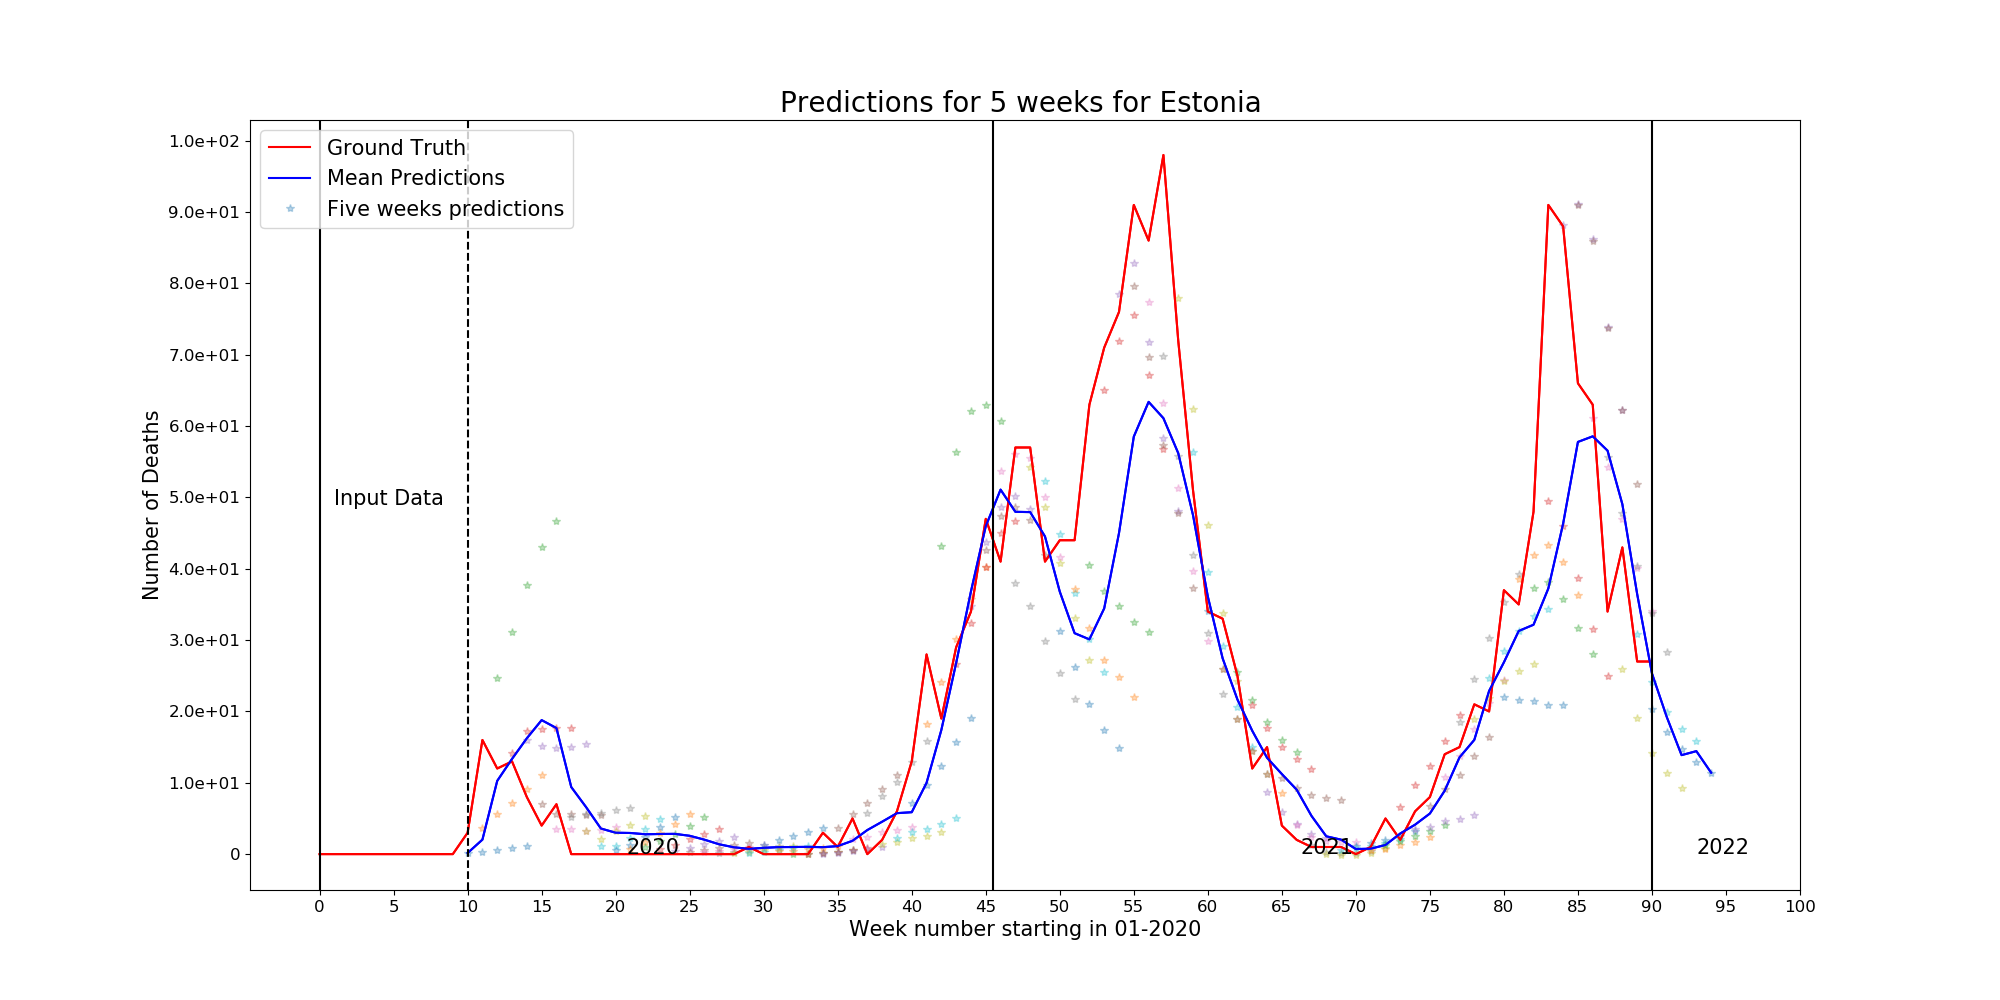 Predictions for 5 weeks for Estonia
1.0e+02
9.0e+01
8.0e+01
7.0e+01
6.0e+01
5.0e+01
4.0e+01
3.0e+01
2.0e+01
1.0e+01
0
Number of Deaths
Ground Truth
Mean Predictions
Five weeks predictions
Input Data
2020
2021
2022
0 5 10 15 20 25 30 35 40 45 50 55 60 65 70 75 80 85 90 95 100
Week number starting in 01-2020